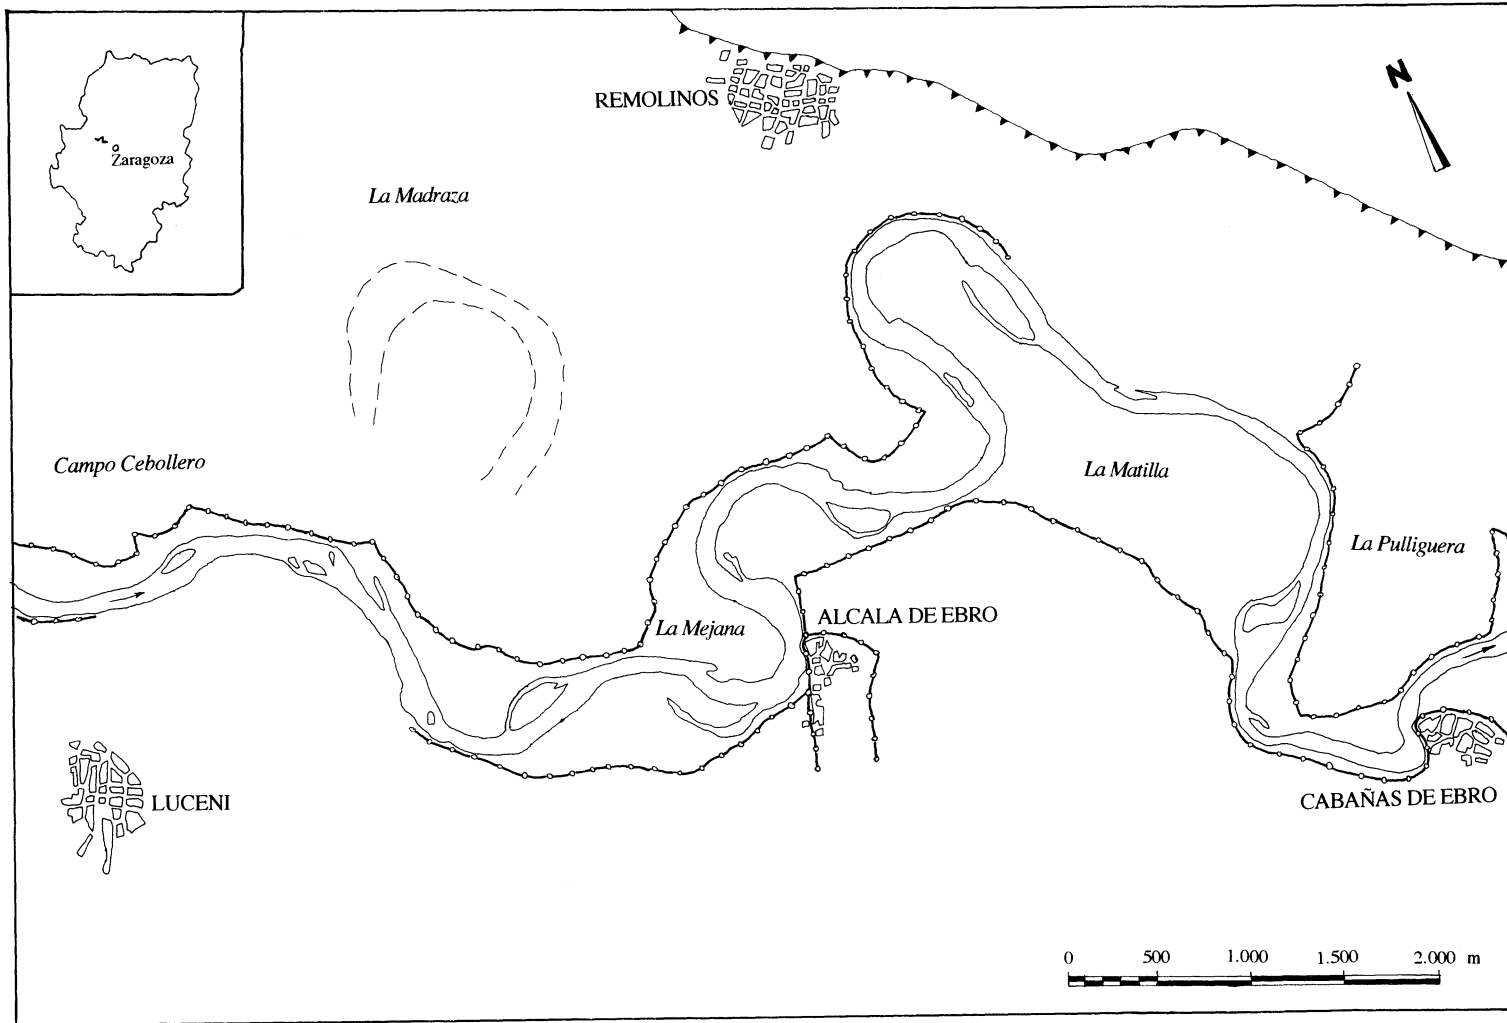 N
REMOLINOS
Zaragoza
La Madraza
Campo Cebollero
La Matilla
La Pulliguera
ALCALA DE EBRO
La Mejana
LUCENI
CABAÑAS DE EBRO
0 500 1.000 1.500 2.000 m